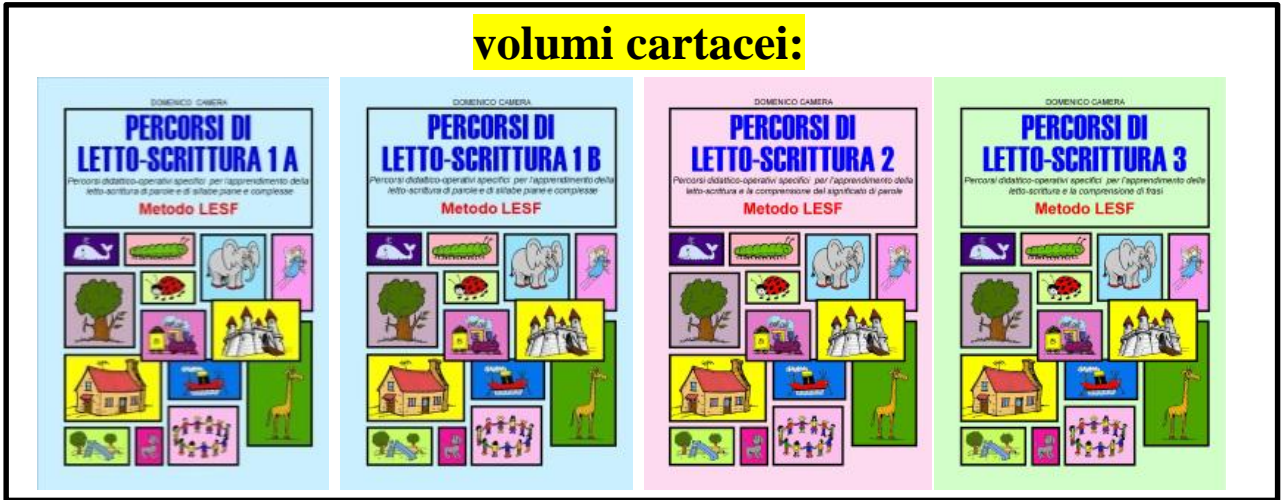 volumi cartacei:
DOMENICO CAMERA
PERCORSI DI
LETTO-SCRITTURA 1 A
Percorsi didattico-operativi specifici per l'apprendimento della
letto-scrittura di parole e di sillabe piane e complesse
Metodo LESF
DOMENICO CAMERA
PERCORSI DI
LETTO-SCRITTURA 1 B
Percorsi didattico-operativi specifici per l'apprendimento della
letto-scrittura di parole e di sillabe piane e complesse
Metodo LESF
DOMENICO CAMERA
PERCORSI DI
LETTO-SCRITTURA 2
Percorsi didattico-operativi specifici per l'apprendimento della
letto-scrittura e la comprensione del significato di parole
Metodo LESF
DOMENICO CAMERA
PERCORSI DI
LETTO-SCRITTURA 3
Percorsi didattico-operativi specifici per l'apprendimento della
letto-scrittura e la comprensione di frasi
Metodo LESF